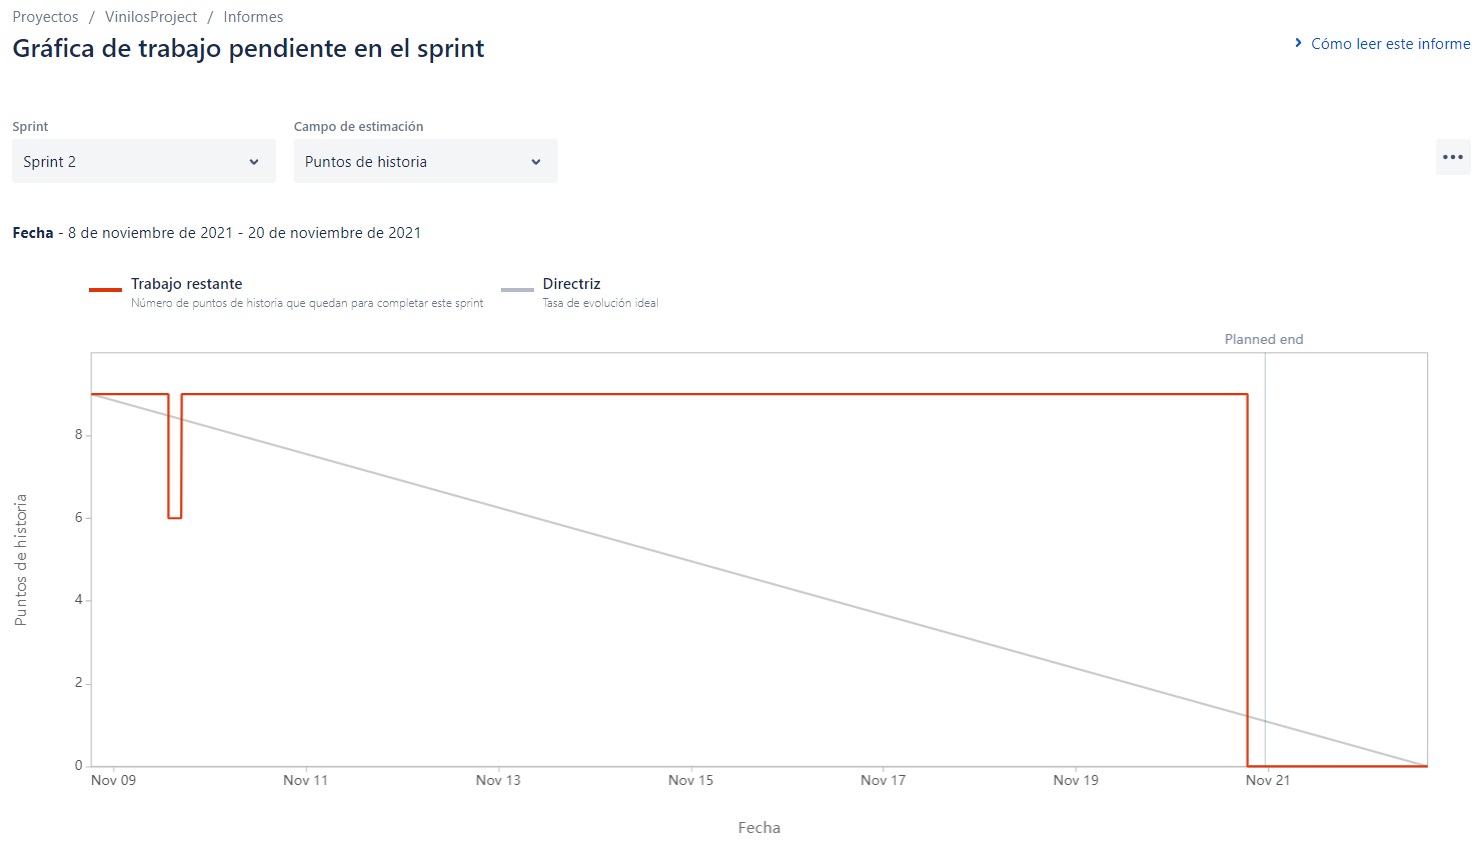 Proyectos / VinilosProject / Informes
Gráfica de trabajo pendiente en el sprint
Cómo leer este informe
Sprint
Campo de estimación
Sprint 2
Puntos de historia
Fecha - 8 de noviembre de 2021 - 20 de noviembre de 2021
Trabajo restante
Número de puntos de historia que quedan para completar este sprint
Directriz
Tasa de evolución ideal
Planned end
Puntos de historia
8
6
4
2
0
Nov 09
Nov 11
Nov 13
Nov 15
Nov 17
Nov 19
Nov 21
Fecha